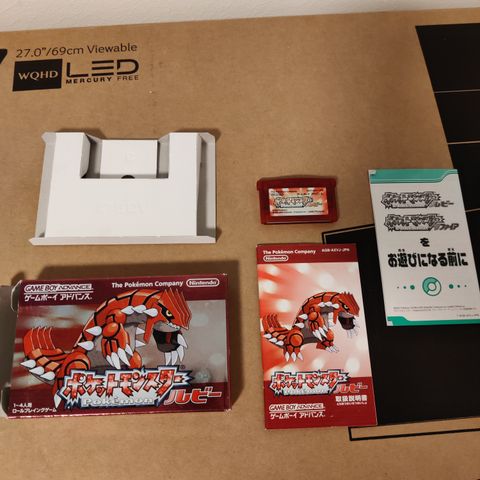 27.0"/69cm Viewable
WQHD
LED
MERCURY FREE
GAME BOY ADVANCE
ゲームボーイ アドバンス
The Pokémon Company
Nintendo
ポケットモンスター
POKéMON
ルビー
1~4人用
ロールプレイングゲーム
AGB-AXVJ-JPN
The Pokémon Company
Nintendo
ポケットモンスター
ルビー
GAME BOY ADVANCE
ゲームボーイ アドバンス
取扱説明書
ポケットモンスター
ルビー
ポケットモンスター
サファイア
を
お遊びになる前に